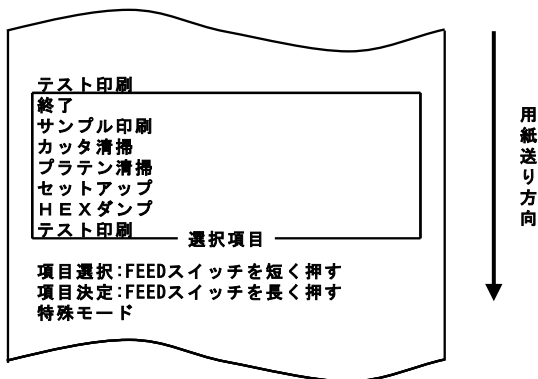 テスト印刷
終了
サンプル印刷
カッタ清掃
プラテン清掃
セットアップ
ＨＥＸダンプ
テスト印刷
選択項目
項目選択:FEEDスイッチを短く押す
項目決定:FEEDスイッチを長く押す
特殊モード
用紙送り方向